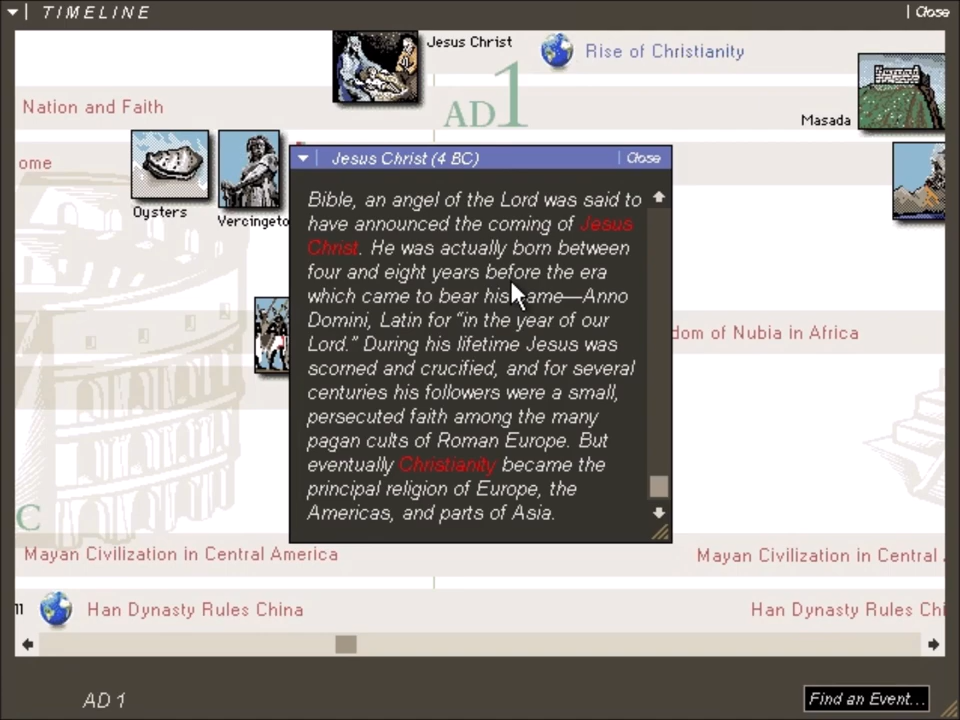 TIMELINE
Close
Jesus Christ
Rise of Christianity
AD 1
Nation and Faith
Masada
ome
Oysters
Vercingeto
Jesus Christ (4 BC)
Close
Bible, an angel of the Lord was said to
have announced the coming of Jesus
Christ. He was actually born between
four and eight years before the era
which came to bear his ame—Anno
Domini, Latin for “in the year of our
Lord.” During his lifetime Jesus was
scorned and crucified, and for several
centuries his followers were a small,
persecuted faith among the many
pagan cults of Roman Europe. But
eventually Christianity became the
principal religion of Europe, the
Americas, and parts of Asia.
dom of Nubia in Africa
C
Mayan Civilization in Central America
Mayan Civilization in Central
Han Dynasty Rules China
Han Dynasty Rules Chi
AD 1
Find an Event...